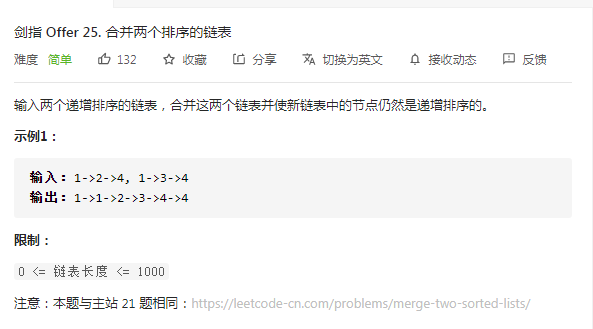 剑指 Offer 25. 合并两个排序的链表
难度 简单 132 收藏 分享 切换为英文 接收动态 反馈
输入两个递增排序的链表，合并这两个链表并使新链表中的节点仍然是递增排序的。
示例1：
输入：1->2->4, 1->3->4
输出：1->1->2->3->4->4
限制：
0 <= 链表长度 <= 1000
注意：本题与主站 21 题相同：https://leetcode-cn.com/problems/merge-two-sorted-lists/